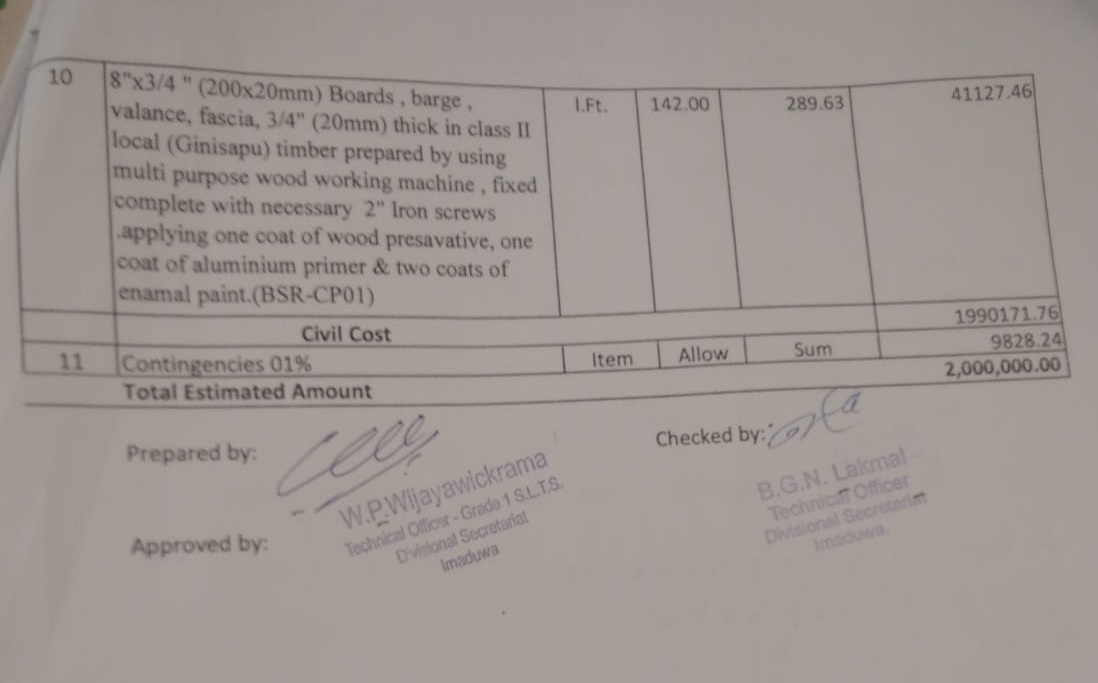 10 8"x3/4 " (200x20mm) Boards , barge , l.Ft. 142.00 289.63 41127.46
valance, fascia, 3/4" (20mm) thick in class II
local (Ginisapu) timber prepared by using
multi purpose wood working machine , fixed
complete with necessary 2" Iron screws
.applying one coat of wood presavative, one
coat of aluminium primer & two coats of
enamal paint.(BSR-CP01)
Civil Cost 1990171.76
11 Contingencies 01% Item Allow Sum 9828.24
Total Estimated Amount 2,000,000.00
Prepared by:
Checked by:
W.P.Wijayawickrama
Technical Officer - Grade 1 S.L.T.S.
Divisional Secretariat
Imaduwa
B.G.N. Lakmal
Technical Officer
Divisional Secretariat
Imaduwa.
Approved by: